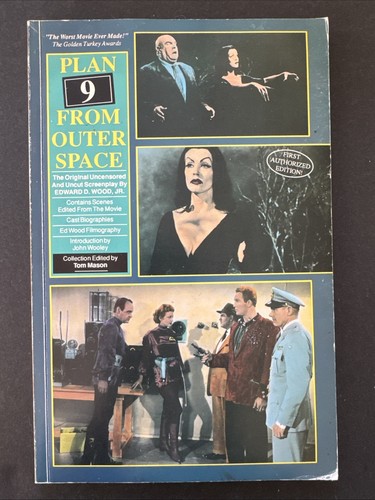 "The Worst Movie Ever Made!"
The Golden Turkey Awards
PLAN
9
FROM
OUTER
SPACE
The Original Uncensored
And Uncut Screenplay By
EDWARD D. WOOD, JR.
Contains Scenes
Edited From The Movie
Cast Biographies
Ed Wood Filmography
Introduction by
John Wooley
Collection Edited by
Tom Mason
FIRST
AUTHORIZED
EDITION!